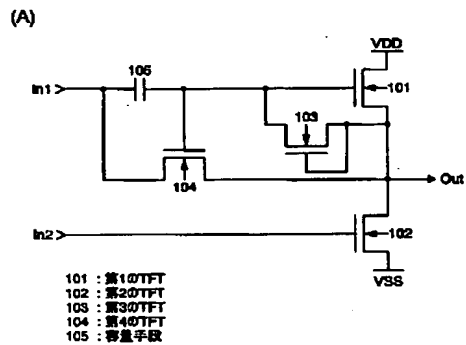 (A)
VDD
In1
105
101
103
104
Out
In2
102
VSS
101 : 第1のTFT
102 : 第2のTFT
103 : 第3のTFT
104 : 第4のTFT
105 : 容量手段